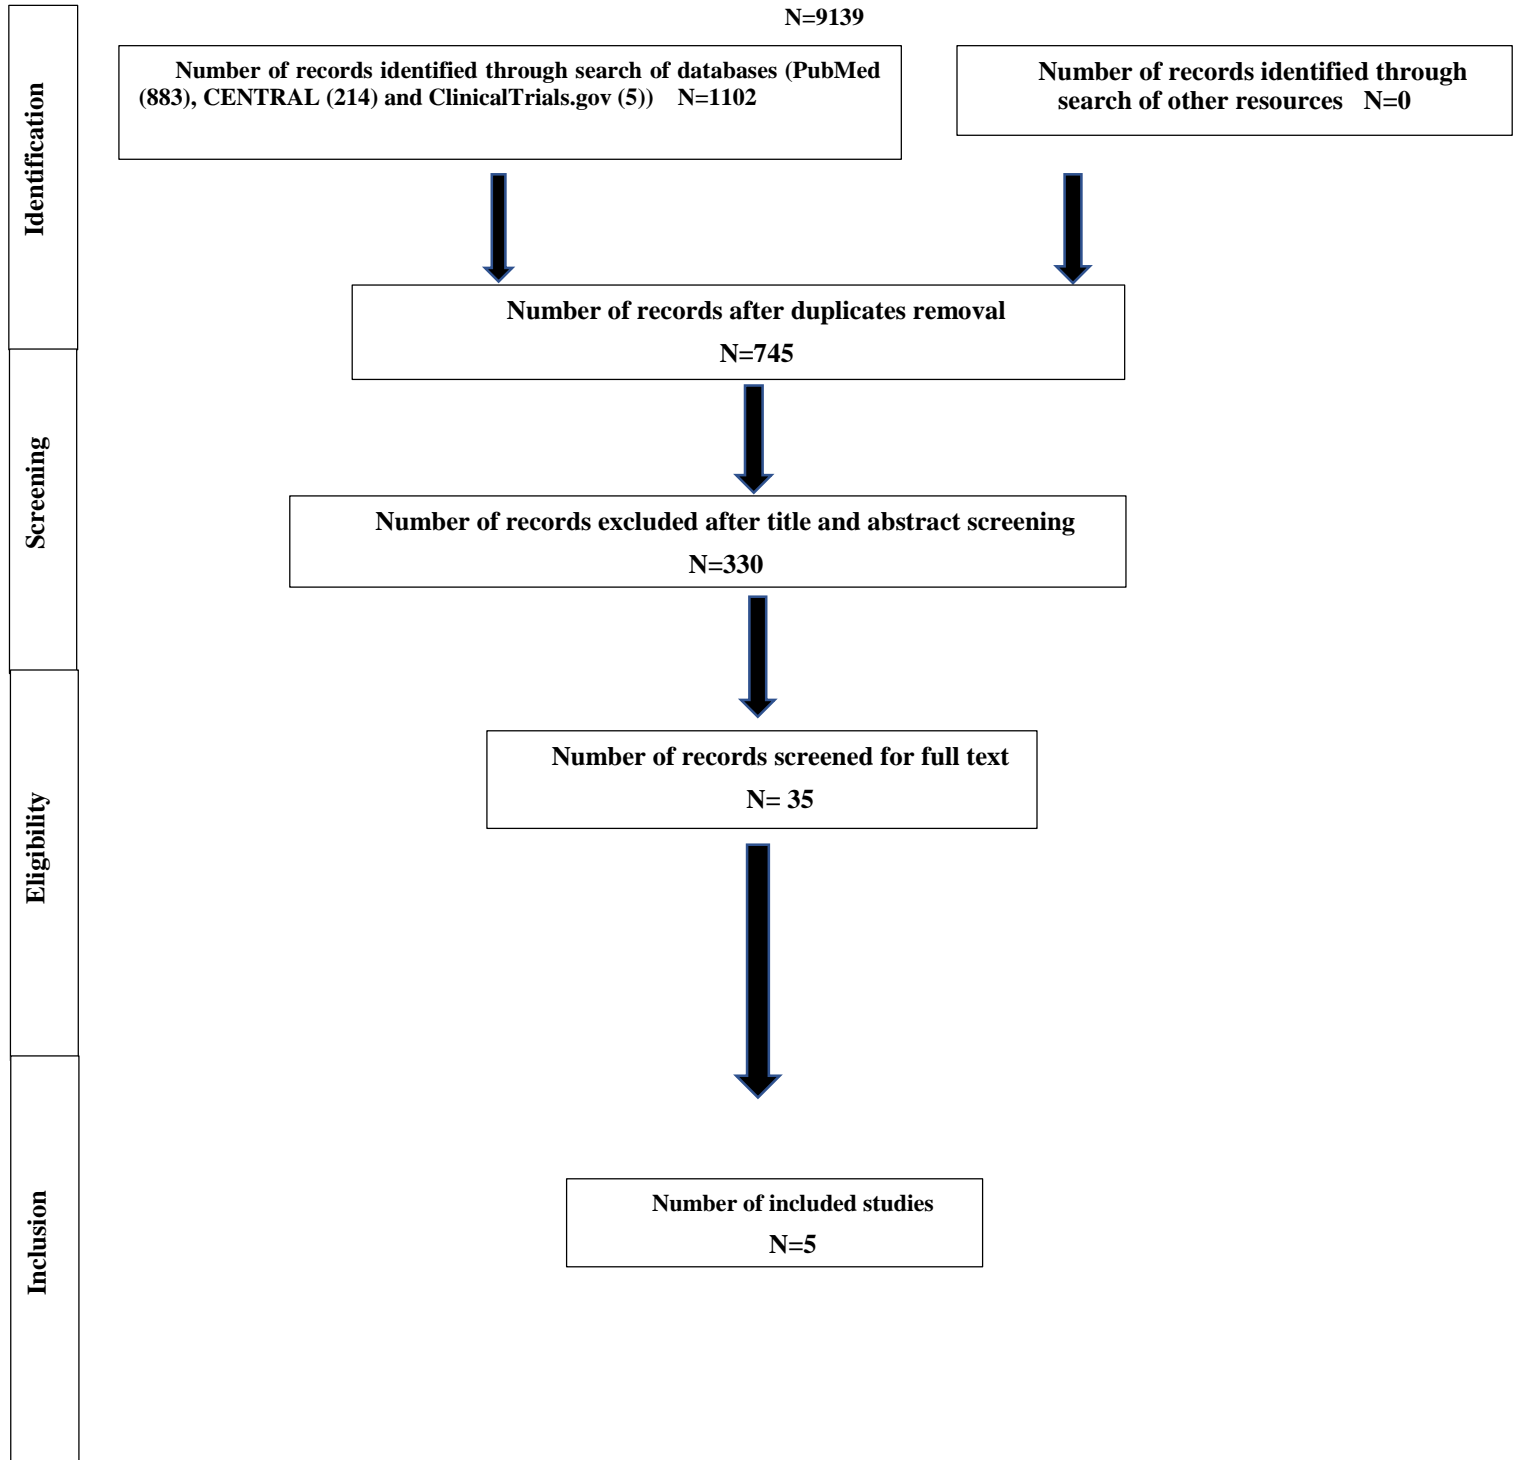 N=9139
Number of records identified through search of databases (PubMed
(883), CENTRAL (214) and ClinicalTrials.gov (5)) N=1102
Number of records identified through
search of other resources N=0
Identification
Number of records after duplicates removal
N=745
Screening
Number of records excluded after title and abstract screening
N=330
Eligibility
Number of records screened for full text
N= 35
Inclusion
Number of included studies
N=5